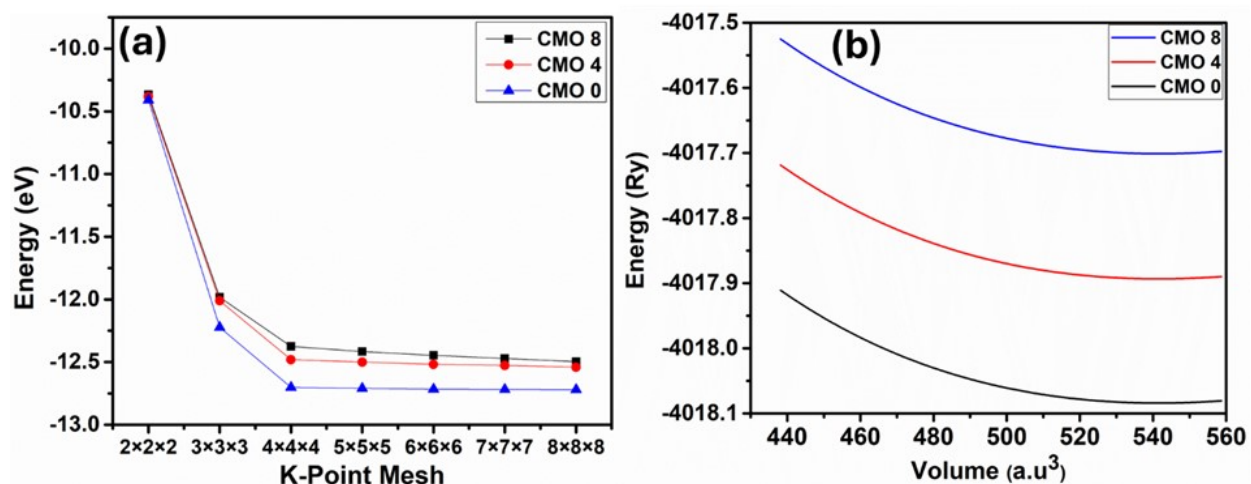 (a)
CMO 8
CMO 4
CMO 0
Energy (eV)
-10.0
-10.5
-11.0
-11.5
-12.0
-12.5
-13.0
2×2×2 3×3×3 4×4×4 5×5×5 6×6×6 7×7×7 8×8×8
K-Point Mesh
(b)
CMO 8
CMO 4
CMO 0
Energy (Ry)
-4017.5
-4017.6
-4017.7
-4017.8
-4017.9
-4018.0
-4018.1
440 460 480 500 520 540 560
Volume (a.u³)